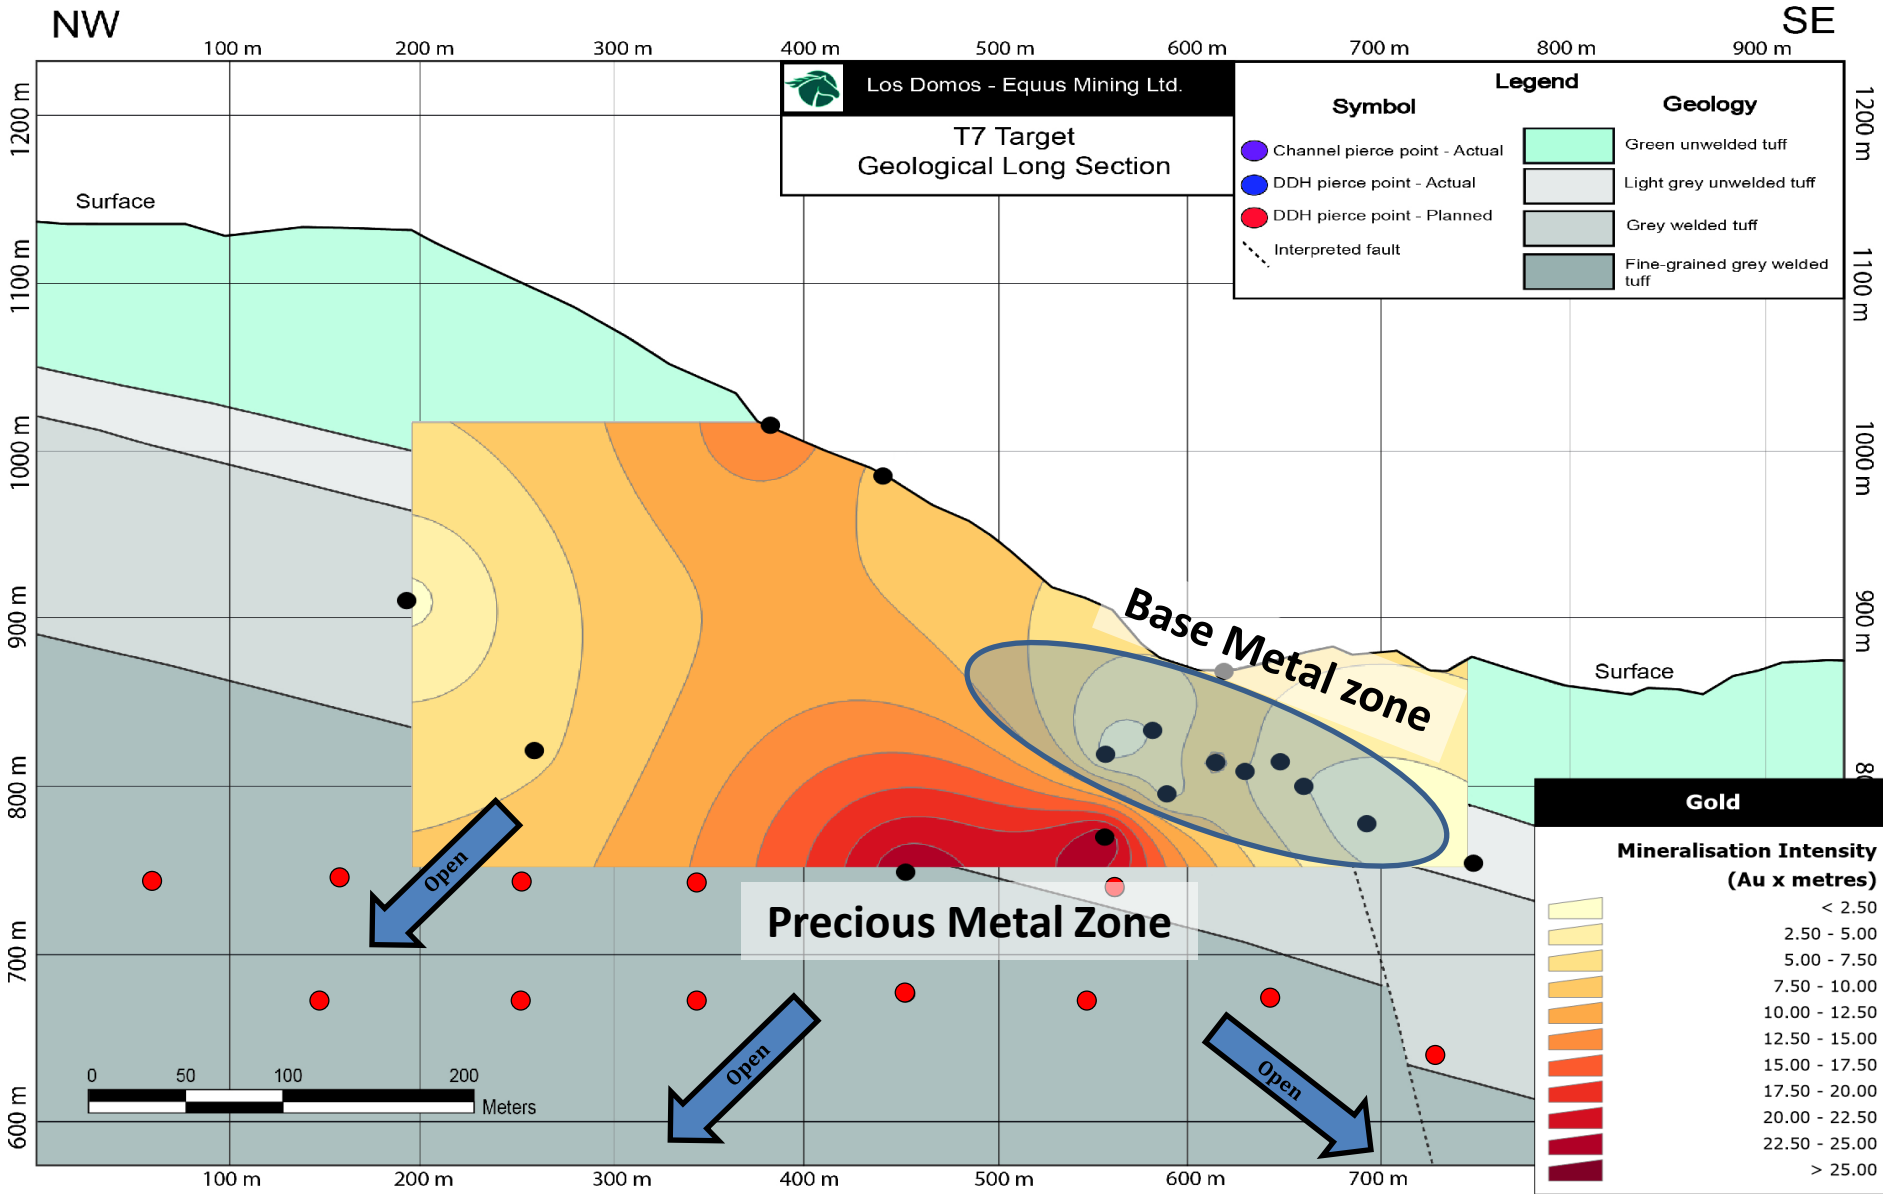 NW
SE
100 m
200 m
300 m
400 m
500 m
600 m
700 m
800 m
900 m
1200 m
1100 m
1000 m
900 m
800 m
700 m
600 m
1200 m
1100 m
1000 m
900 m
80
Los Domos - Equus Mining Ltd.
T7 Target
Geological Long Section
Legend
Symbol
Geology
Channel pierce point - Actual
DDH pierce point - Actual
DDH pierce point - Planned
Interpreted fault
Green unwelded tuff
Light grey unwelded tuff
Grey welded tuff
Fine-grained grey welded
tuff
Surface
Surface
Base Metal zone
Precious Metal Zone
Open
Open
Open
0
50
100
200
Meters
100 m
200 m
300 m
400 m
500 m
600 m
700 m
Gold
Mineralisation Intensity
(Au x metres)
< 2.50
2.50 - 5.00
5.00 - 7.50
7.50 - 10.00
10.00 - 12.50
12.50 - 15.00
15.00 - 17.50
17.50 - 20.00
20.00 - 22.50
22.50 - 25.00
> 25.00